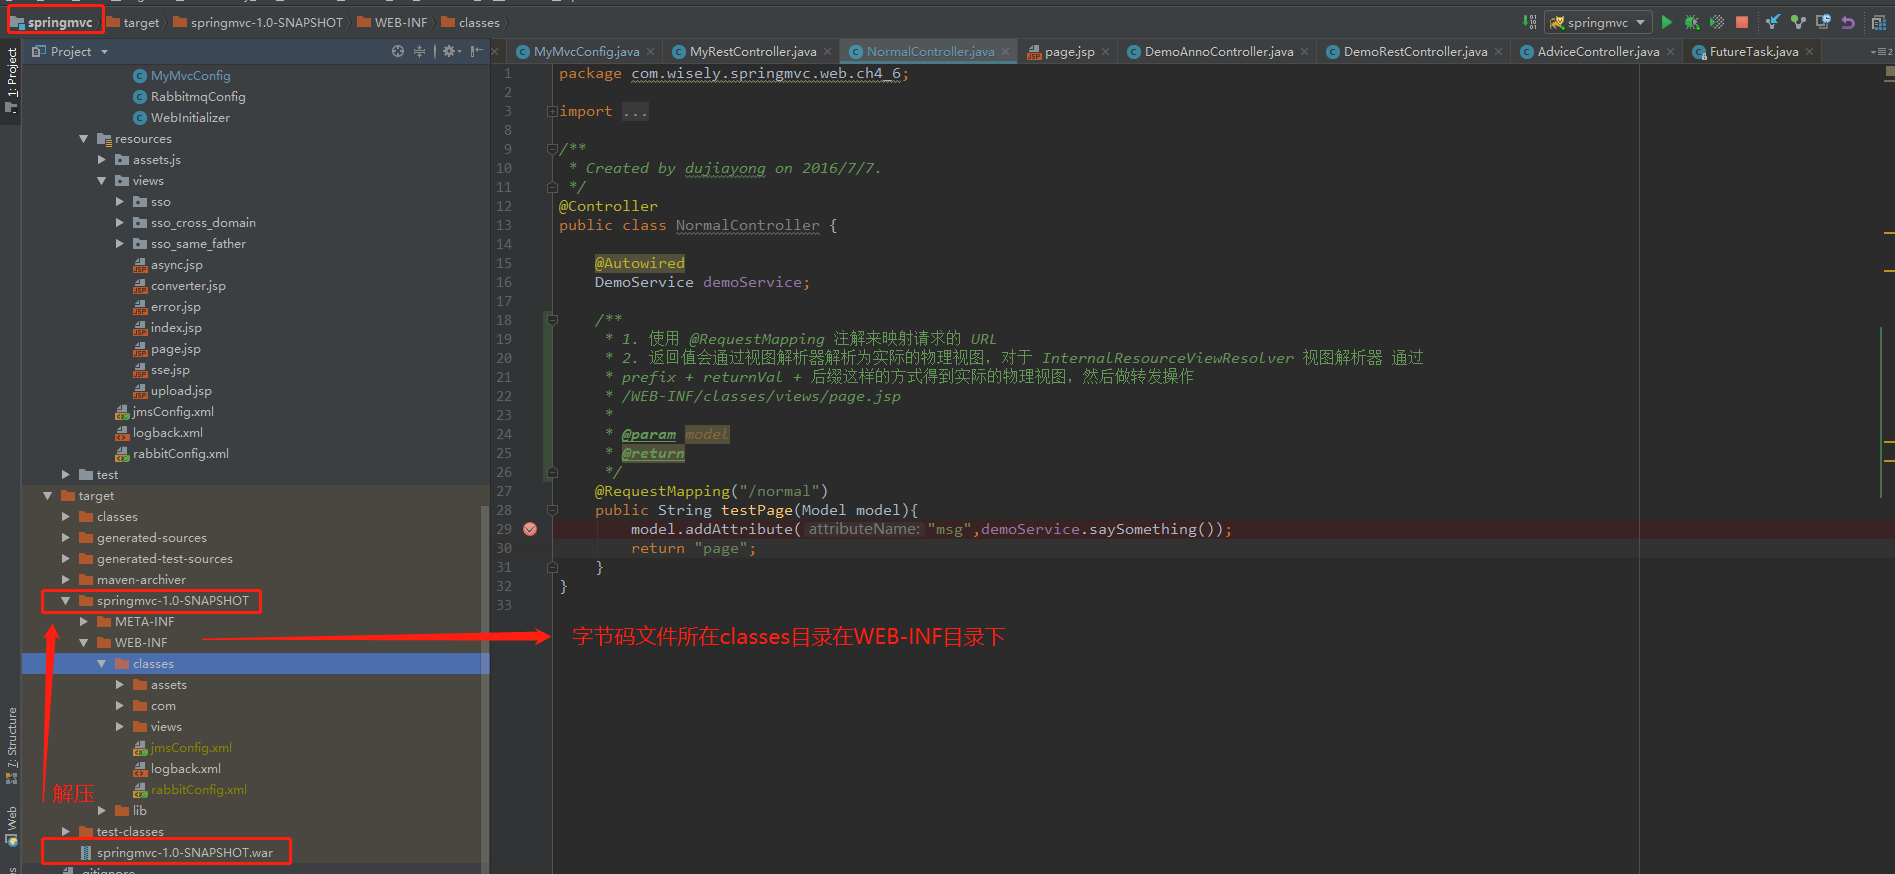 springmvc target springmvc-1.0-SNAPSHOT WEB-INF classes springmvc
1: Project
Project MyMvcConfig.java MyRestController.java NormalController.java page.jsp DemoAnnoController.java DemoRestController.java AdviceController.java FutureTask.java
MyMvcConfig
RabbitmqConfig
WebInitializer
resources
assets.js
views
sso
sso_cross_domain
sso_same_father
async.jsp
converter.jsp
error.jsp
index.jsp
page.jsp
sse.jsp
upload.jsp
jmsConfig.xml
logback.xml
rabbitConfig.xml
test
target
classes
generated-sources
generated-test-sources
maven-archiver
springmvc-1.0-SNAPSHOT
META-INF
WEB-INF
classes
assets
com
views
jmsConfig.xml
logback.xml
rabbitConfig.xml
lib
test-classes
springmvc-1.0-SNAPSHOT.war
.gitignore
解压
7: Structure
Web
1 package com.wisely.springmvc.web.ch4_6;
2
3 import ...
8
9 /**
10 * Created by dujiayong on 2016/7/7.
11 */
12 @Controller
13 public class NormalController {
14
15 @Autowired
16 DemoService demoService;
17
18 /**
19 * 1. 使用 @RequestMapping 注解来映射请求的 URL
20 * 2. 返回值会通过视图解析器解析为实际的物理视图，对于 InternalResourceViewResolver 视图解析器 通过
21 * prefix + returnVal + 后缀这样的方式得到实际的物理视图，然后做转发操作
22 * /WEB-INF/classes/views/page.jsp
23 *
24 * @param model
25 * @return
26 */
27 @RequestMapping("/normal")
28 public String testPage(Model model){
29 model.addAttribute( attributeName: "msg",demoService.saySomething());
30 return "page";
31 }
32 }
33
字节码文件所在classes目录在WEB-INF目录下